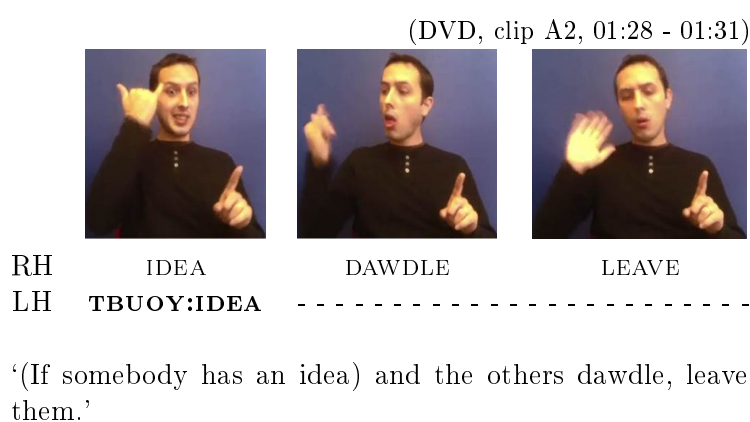 (DVD, clip A2, 01:28 - 01:31)
RH IDEA DAWDLE LEAVE
LH TBUOY:IDEA - - - - - - - - - - - - - - - - - - - - - - - -
‘(If somebody has an idea) and the others dawdle, leave
them.’